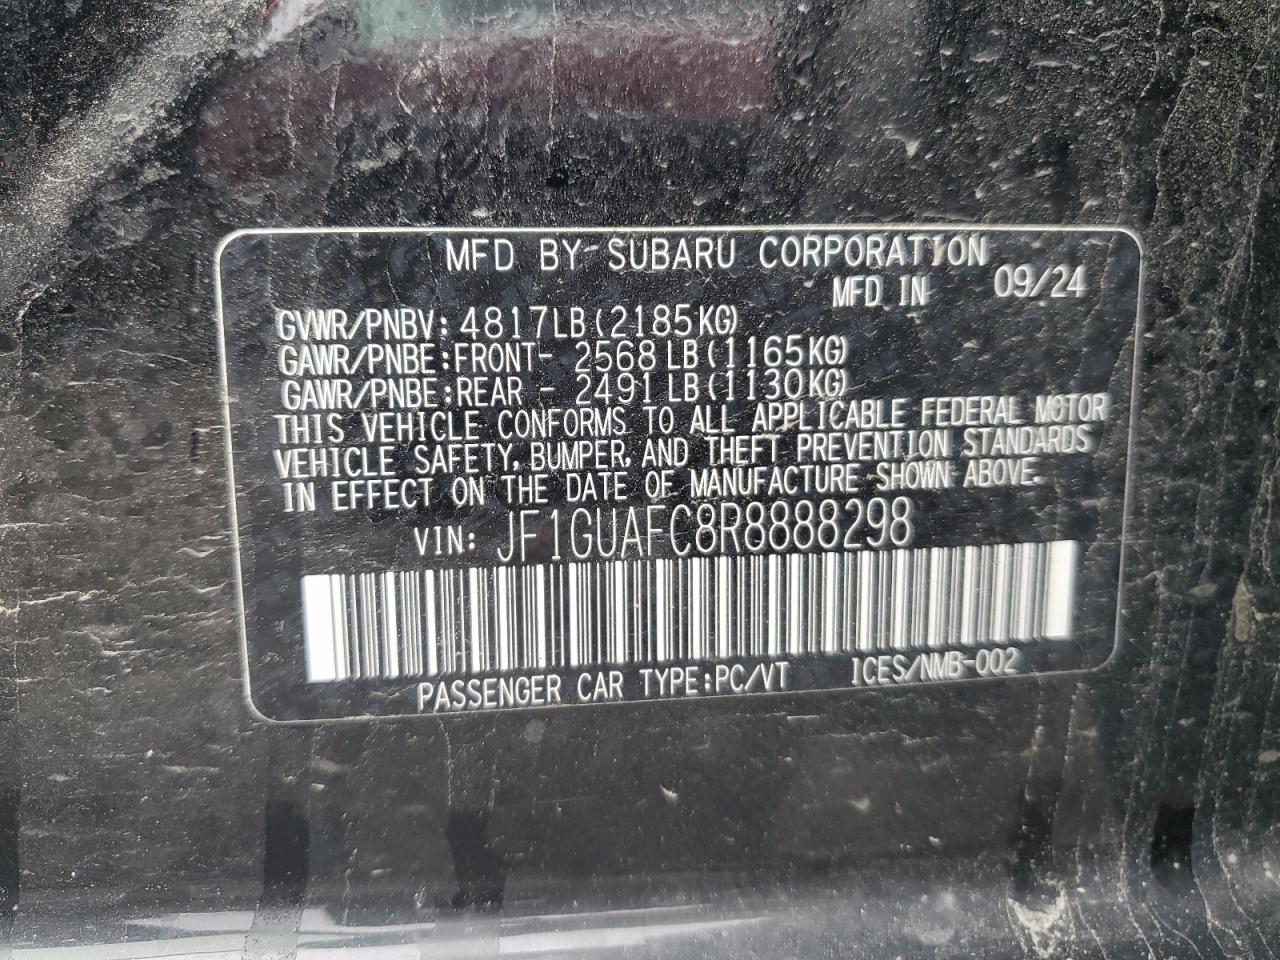 MFD BY SUBARU CORPORATION
MFD IN 09/24
GVWR/PNBV: 4817LB (2185KG)
GAWR/PNBE:FRONT- 2568 LB (1165KG)
GAWR/PNBE:REAR - 2491 LB (1130KG)
THIS VEHICLE CONFORMS TO ALL APPLICABLE FEDERAL MOTOR
VEHICLE SAFETY, BUMPER, AND THEFT PREVENTION STANDARDS
IN EFFECT ON THE DATE OF MANUFACTURE SHOWN ABOVE.
VIN: JF1GUAFC8R8888298
PASSENGER CAR TYPE:PC/VT ICES/NMB-002